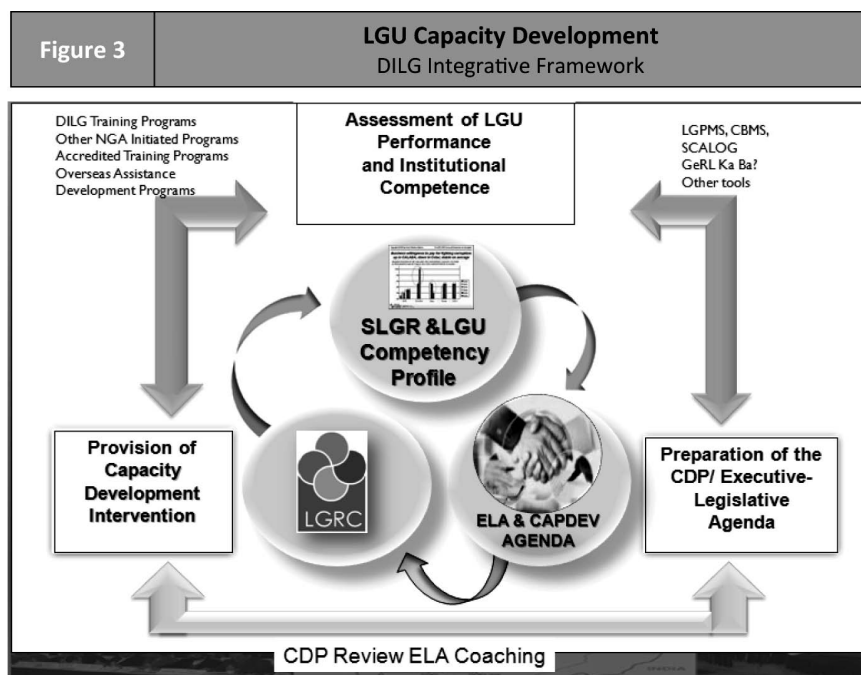 Figure 3
LGU Capacity Development
DILG Integrative Framework
DILG Training Programs
Other NGA Initiated Programs
Accredited Training Programs
Overseas Assistance
Development Programs
Assessment of LGU
Performance
and Institutional
Competence
LGPMS, CBMS,
SCALOG
GeRL Ka Ba?
Other tools
SLGR &LGU
Competency
Profile
Provision of
Capacity
Development
Intervention
LGRC
ELA & CAPDEV
AGENDA
Preparation of the
CDP/ Executive-
Legislative
Agenda
CDP Review ELA Coaching